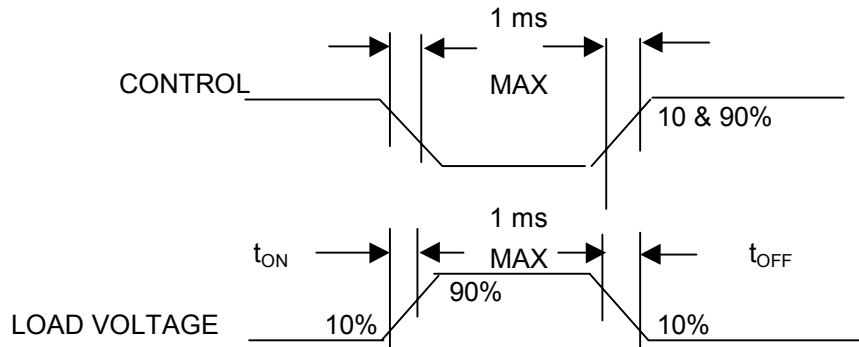 1 ms
CONTROL MAX
10 & 90%
1 ms
tON MAX tOFF
90%
LOAD VOLTAGE 10% 10%